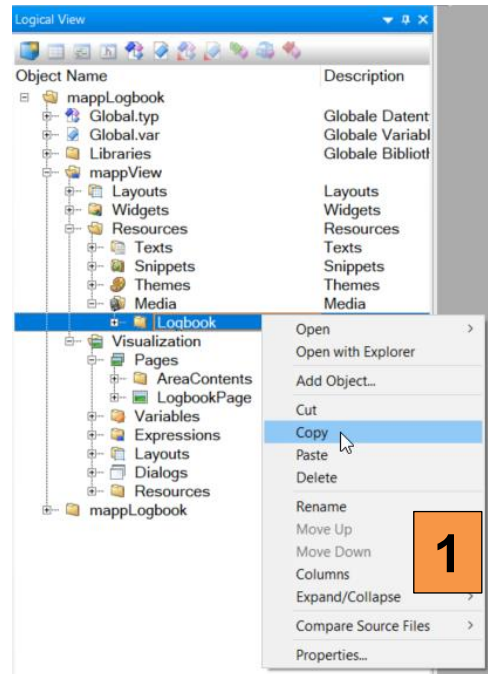 Logical View
Object Name Description
mappLogbook
Global.typ Globale Datent
Global.var Globale Variabl
Libraries Globale Biblioth
mappView
Layouts Layouts
Widgets Widgets
Resources Resources
Texts Texts
Snippets Snippets
Themes Themes
Media Media
Logbook
Visualization
Pages
AreaContents
LogbookPage
Variables
Expressions
Layouts
Dialogs
Resources
mappLogbook
Open
Open with Explorer
Add Object...
Cut
Copy
Paste
Delete
Rename
Move Up
Move Down
Columns
Expand/Collapse
Compare Source Files
Properties...
1